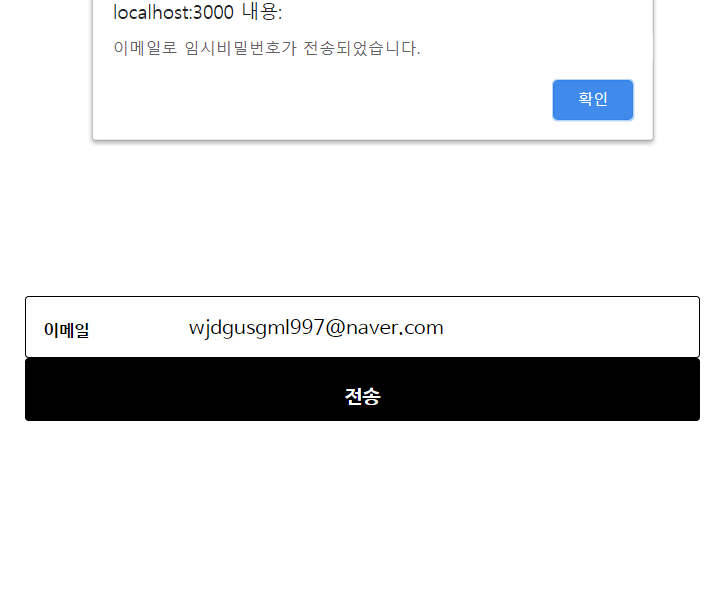 localhost:3000 내용:
이메일로 임시비밀번호가 전송되었습니다.
확인
이메일 wjdgusgml997@naver.com
전송